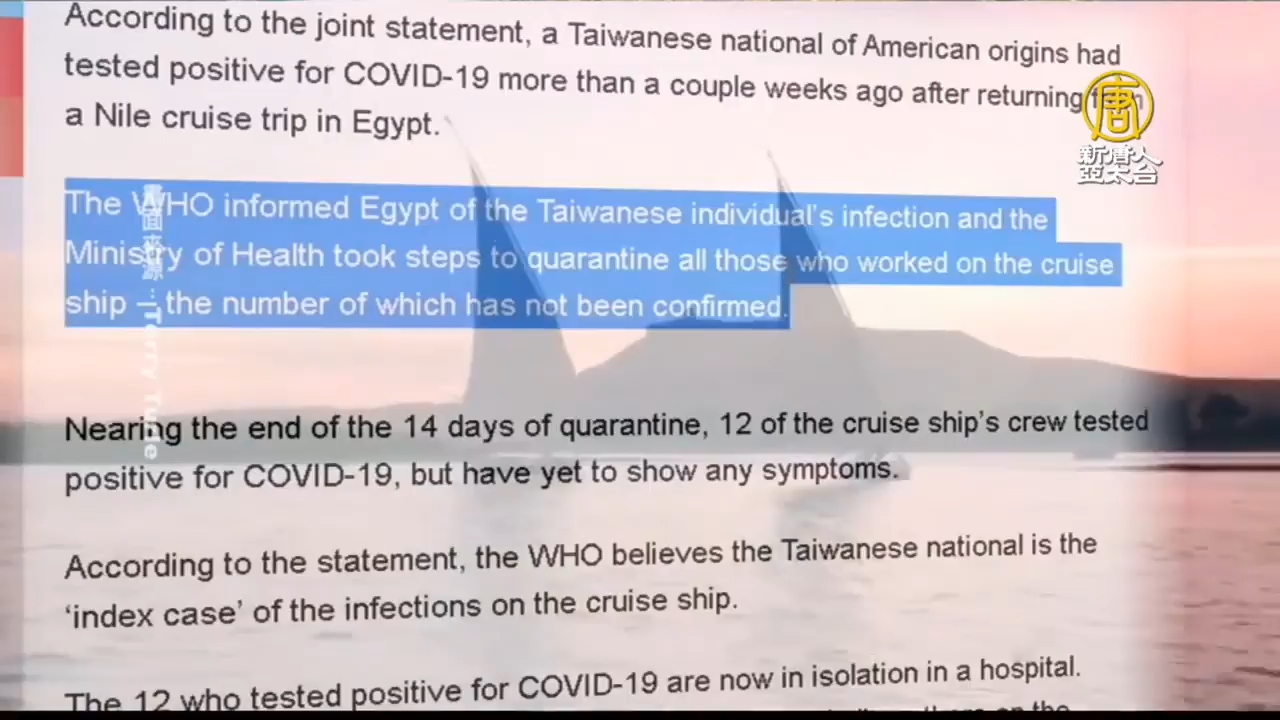 According to the joint statement, a Taiwanese national of American origins had
tested positive for COVID-19 more than a couple weeks ago after returning
a Nile cruise trip in Egypt.
The WHO informed Egypt of the Taiwanese individual's infection and the
Ministry of Health took steps to quarantine all those who worked on the cruise
ship – the number of which has not been confirmed.
Nearing the end of the 14 days of quarantine, 12 of the cruise ship's crew tested
positive for COVID-19, but have yet to show any symptoms.
According to the statement, the WHO believes the Taiwanese national is the
‘index case’ of the infections on the cruise ship.
The 12 who tested positive for COVID-19 are now in isolation in a hospital.
唐
新唐人
亞太台